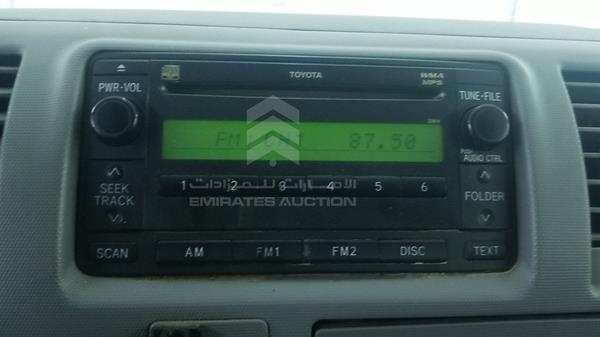 TOYOTA
WMA
MP3
PWR•VOL
TUNE•FILE
FM
87.50
PUSH
AUDIO CTRL
1 2 3 4 5 6
الامارات للمزادات
EMIRATES AUCTION
SEEK
TRACK
FOLDER
SCAN
AM
FM1
FM2
DISC
TEXT